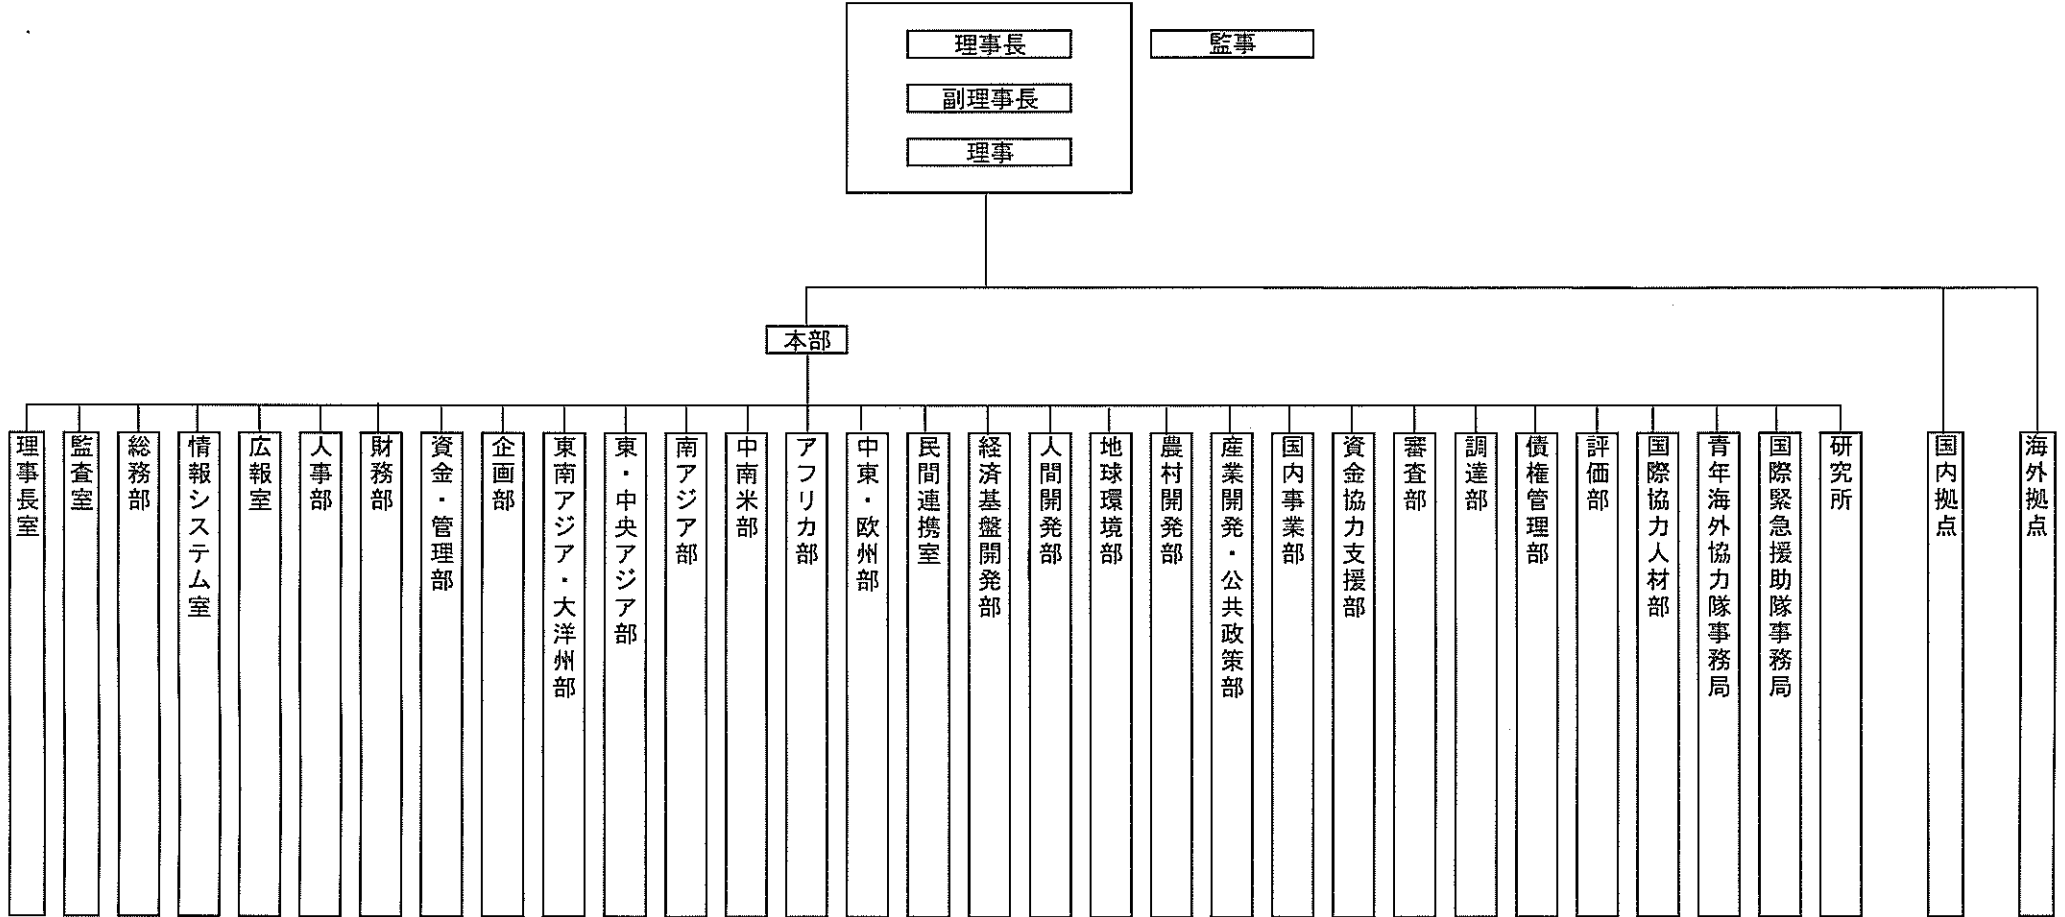 理事長
監事
副理事長
理事
本部
理事長室
監査室
総務部
情報システム室
広報室
人事部
財務部
資金・管理部
企画部
東南アジア・大洋州部
東・中央アジア部
南アジア部
中南米部
アフリカ部
中東・欧州部
民間連携室
経済基盤開発部
人間開発部
地球環境部
農村開発部
産業開発・公共政策部
国内事業部
資金協力支援部
審査部
調達部
債権管理部
評価部
国際協力人材部
青年海外協力隊事務局
国際緊急援助隊事務局
研究所
国内拠点
海外拠点